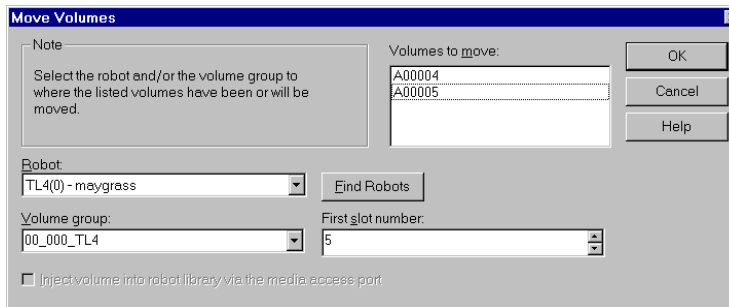 Move Volumes
Note
Select the robot and/or the volume group to
where the listed volumes have been or will be
moved.
Volumes to move:
A00004
A00005
OK
Cancel
Help
Robot:
TL4(0) - maygrass
Find Robots
Volume group:
00_000_TL4
First slot number:
5
Inject volume into robot library via the media access port